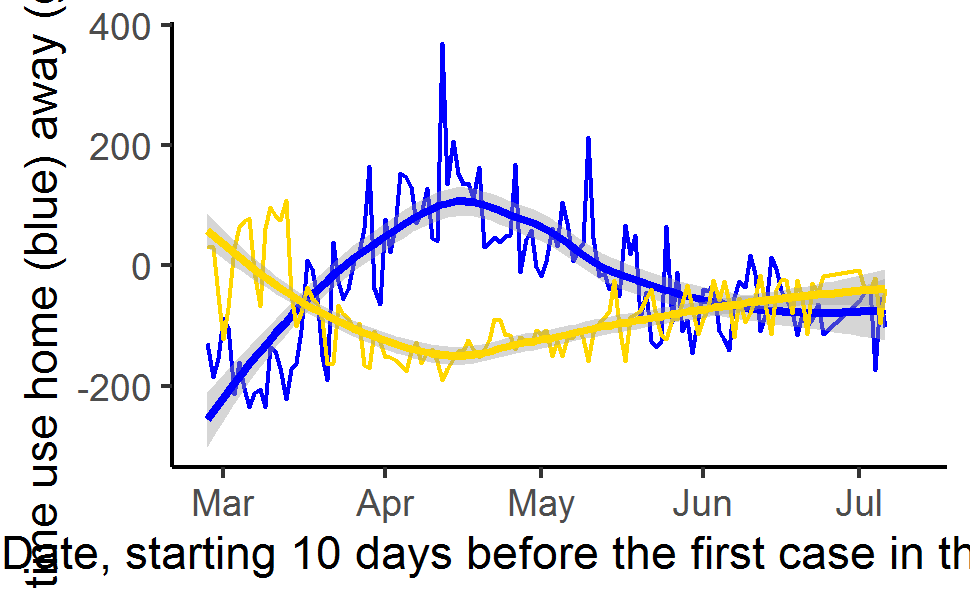 400
200
0
-200
time use home (blue) away (
Mar Apr May Jun Jul
Date, starting 10 days before the first case in th